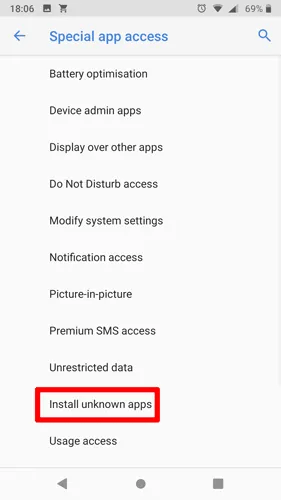 18:06 69%
Special app access
Battery optimisation
Device admin apps
Display over other apps
Do Not Disturb access
Modify system settings
Notification access
Picture-in-picture
Premium SMS access
Unrestricted data
Install unknown apps
Usage access